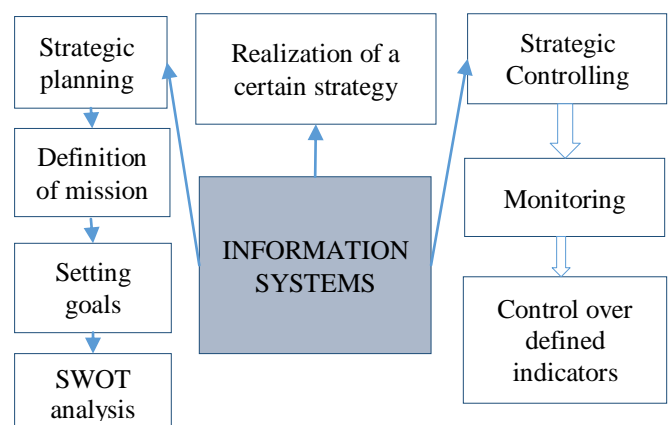 Strategic
planning
Definition
of mission
Setting
goals
SWOT
analysis
Realization of a
certain strategy
INFORMATION
SYSTEMS
Strategic
Controlling
Monitoring
Control over
defined
indicators